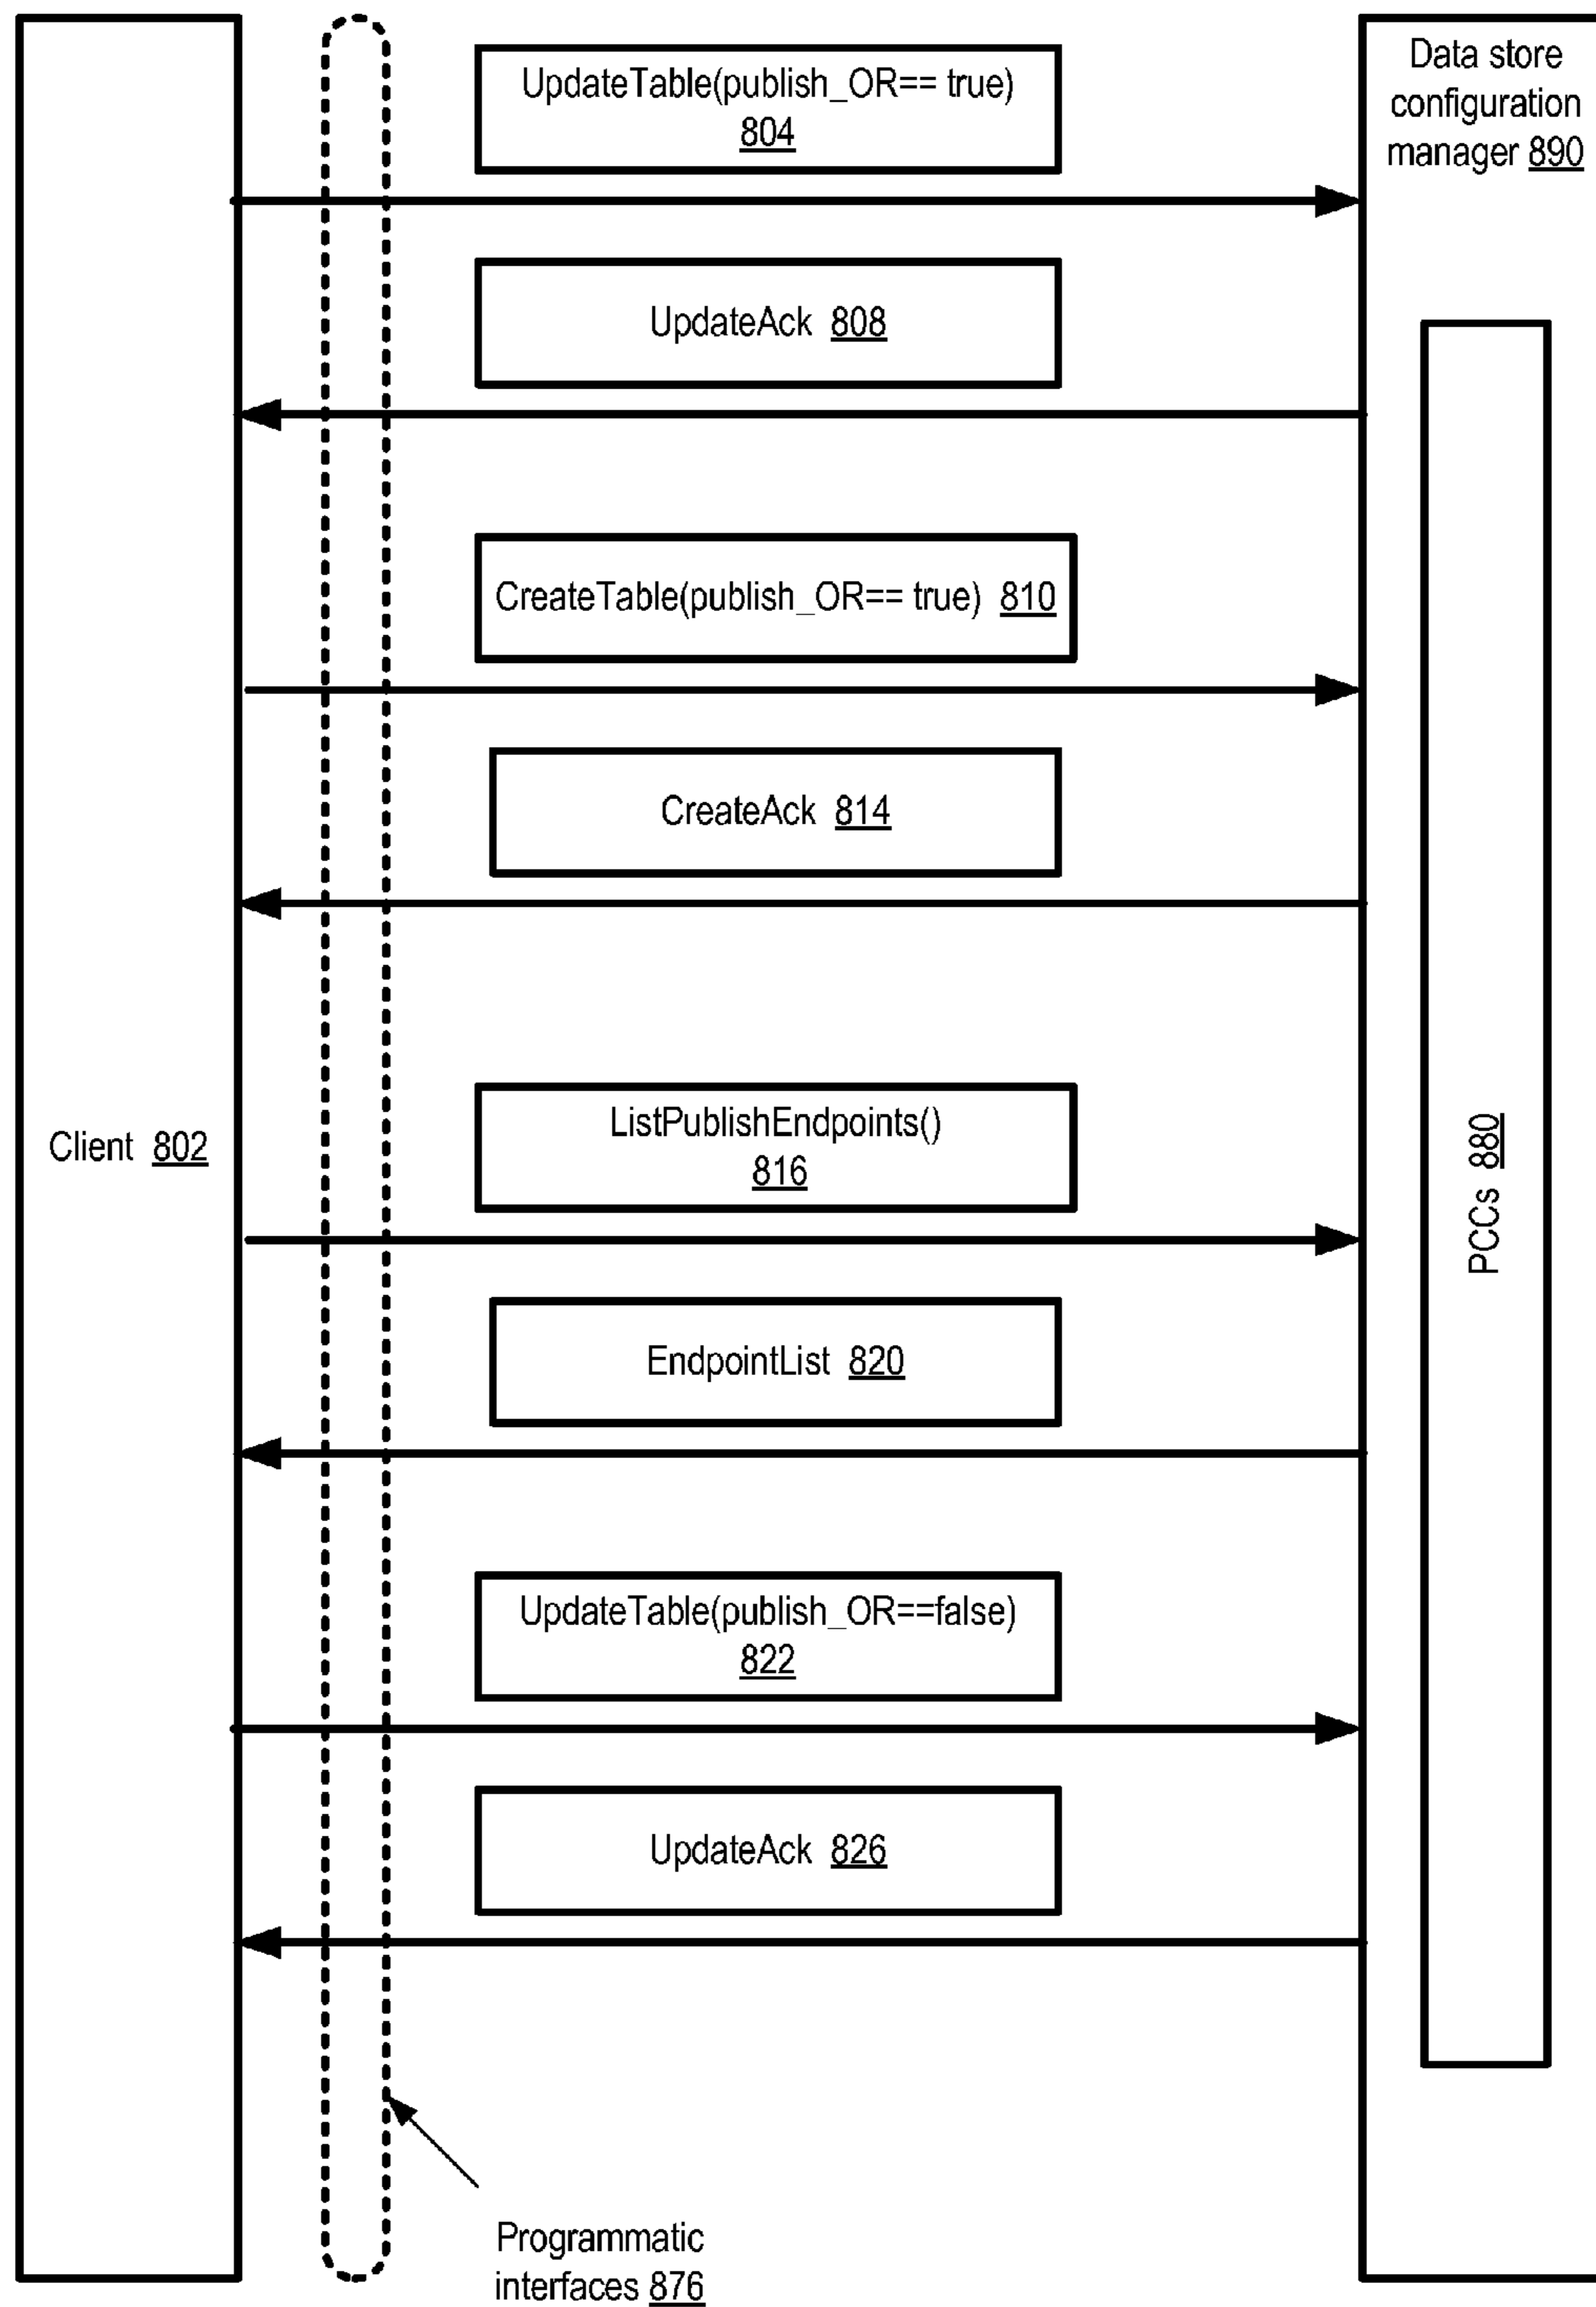 Data store
configuration
manager 890
UpdateTable(publish_OR== true)
804
UpdateAck 808
CreateTable(publish_OR== true) 810
CreateAck 814
Client 802
ListPublishEndpoints()
816
PCCs 880
EndpointList 820
UpdateTable(publish_OR==false)
822
UpdateAck 826
Programmatic
interfaces 876